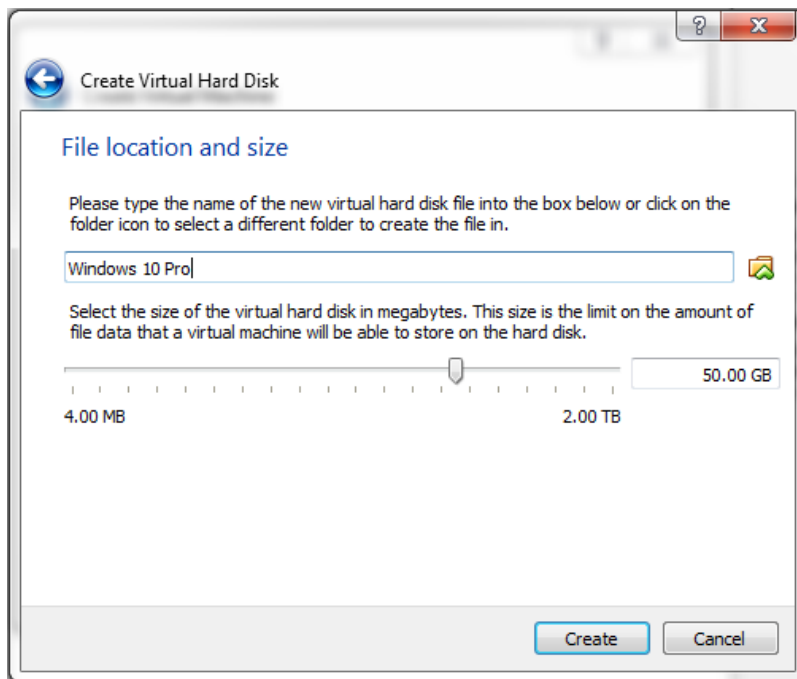 Create Virtual Hard Disk
File location and size
Please type the name of the new virtual hard disk file into the box below or click on the
folder icon to select a different folder to create the file in.
Windows 10 Pro
Select the size of the virtual hard disk in megabytes. This size is the limit on the amount of
file data that a virtual machine will be able to store on the hard disk.
50.00 GB
4.00 MB
2.00 TB
Create
Cancel